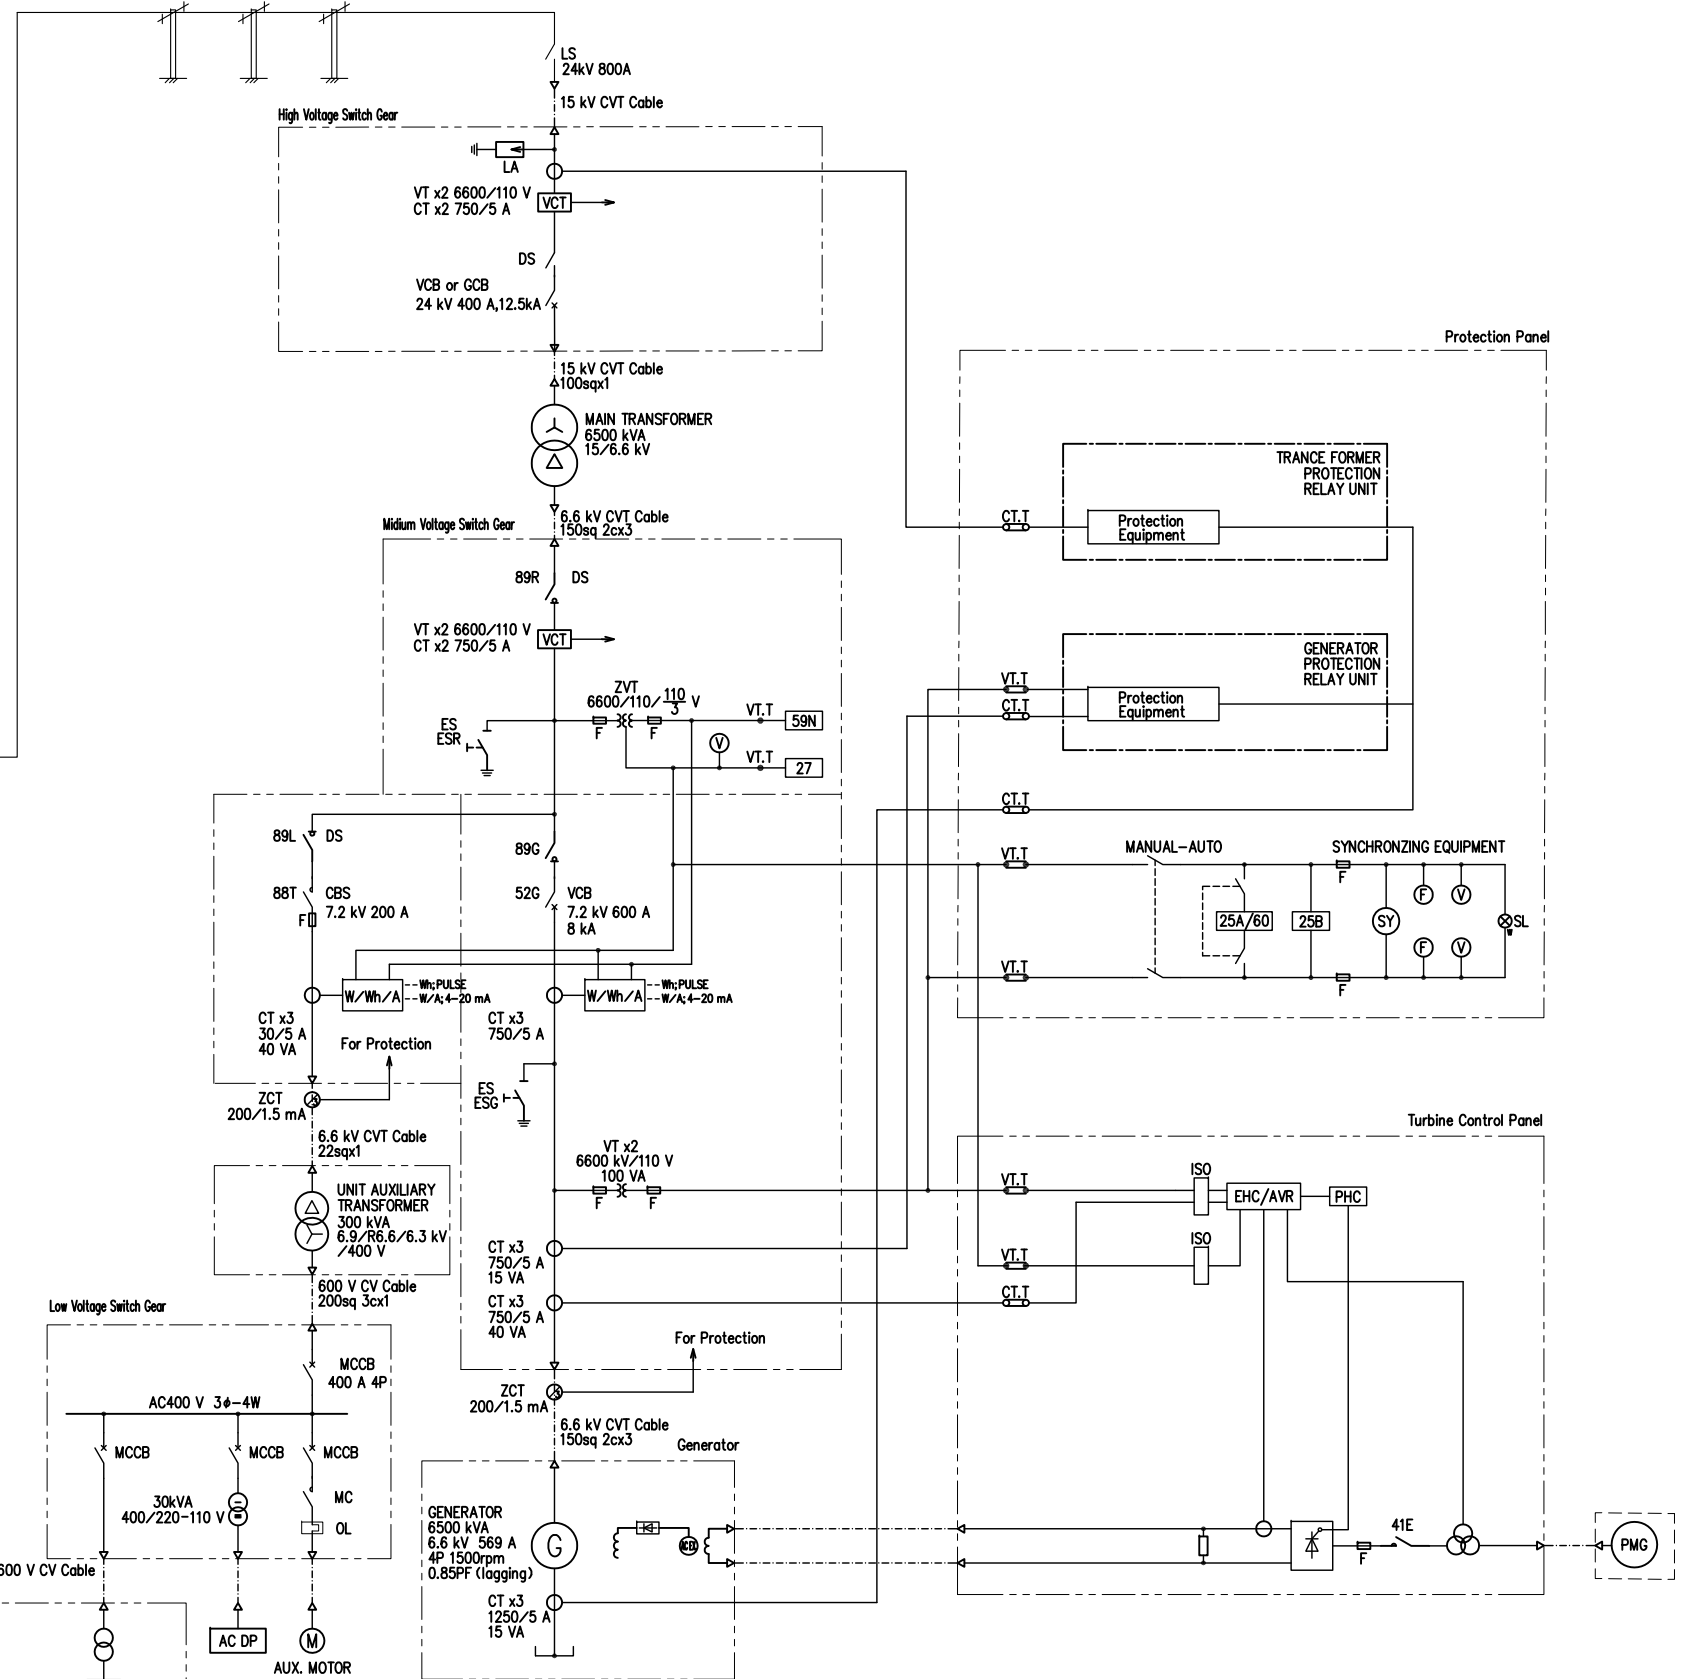 LS
24kV 800A
15 kV CVT Cable
High Voltage Switch Gear
LA
VT x2 6600/110 V
CT x2 750/5 A
VCT
DS
VCB or GCB
24 kV 400 A,12.5kA
15 kV CVT Cable
100sqx1
MAIN TRANSFORMER
6500 kVA
15/6.6 kV
Midium Voltage Switch Gear
6.6 kV CVT Cable
150sq 2cx3
89R
DS
VT x2 6600/110 V
CT x2 750/5 A
VCT
ZVT
6600/110/110/3 V
ES
ESR
F
F
V
VT.T
59N
VT.T
27
89L
DS
88T
CBS
7.2 kV 200 A
F
89G
52G
VCB
7.2 kV 600 A
8 kA
W/Wh/A
Wh;PULSE
W/A;4-20 mA
W/Wh/A
Wh;PULSE
W/A;4-20 mA
CT x3
30/5 A
40 VA
For Protection
CT x3
750/5 A
ZCT
200/1.5 mA
ES
ESG
6.6 kV CVT Cable
22sqx1
VT x2
6600 kV/110 V
100 VA
F
F
UNIT AUXILIARY
TRANSFORMER
300 kVA
6.9/R6.6/6.3 kV
/400 V
CT x3
750/5 A
15 VA
CT x3
750/5 A
40 VA
600 V CV Cable
200sq 3cx1
Low Voltage Switch Gear
MCCB
400 A 4P
AC400 V 3ϕ-4W
MCCB
MCCB
MCCB
30kVA
400/220-110 V
MC
OL
600 V CV Cable
AC DP
M
AUX. MOTOR
For Protection
ZCT
200/1.5 mA
6.6 kV CVT Cable
150sq 2cx3
Generator
GENERATOR
6500 kVA
6.6 kV 569 A
4P 1500rpm
0.85PF (lagging)
G
AC EX
CT x3
1250/5 A
15 VA
Protection Panel
TRANCE FORMER
PROTECTION
RELAY UNIT
CT.T
Protection
Equipment
GENERATOR
PROTECTION
RELAY UNIT
VT.T
CT.T
Protection
Equipment
CT.T
VT.T
MANUAL-AUTO
SYNCHRONZING EQUIPMENT
F
F
V
25A/60
25B
SY
SL
W
F
V
VT.T
F
Turbine Control Panel
VT.T
ISO
EHC/AVR
PHC
VT.T
ISO
CT.T
41E
F
PMG